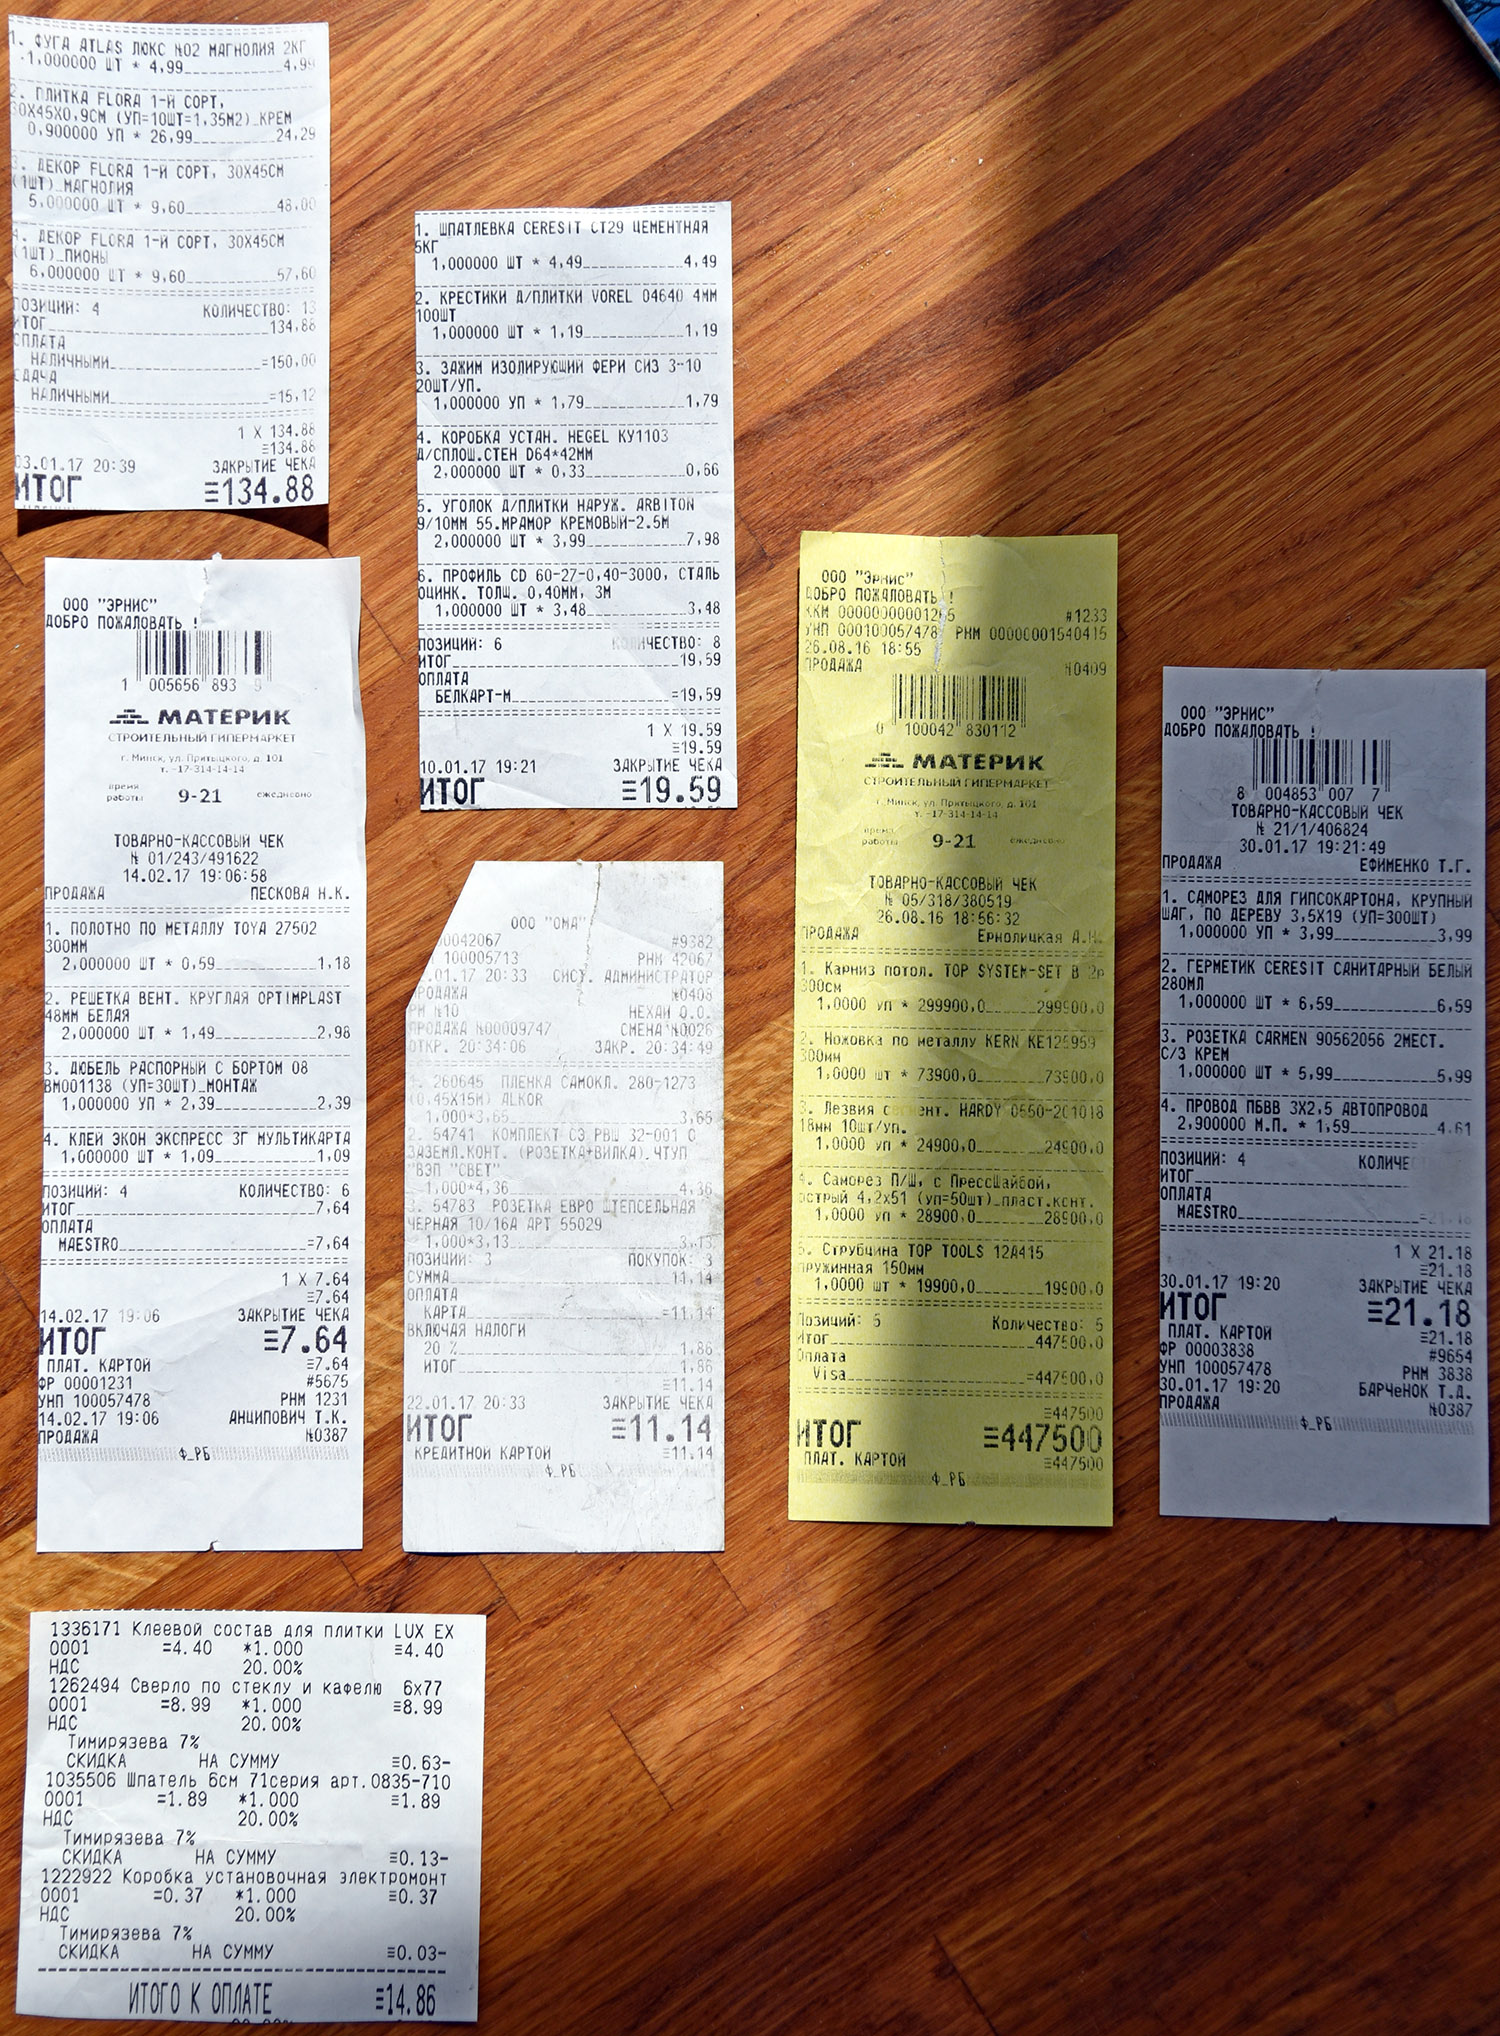 1. ФУГА ATLAS ЛЮКС №02 МАГНОЛИЯ 2КГ
1,000000 ШТ * 4,99 4,99
2. ПЛИТКА FLORA 1-Й СОРТ,
30X45X0,9СМ (УП=10ШТ=1,35М2)_КРЕМ
0,900000 УП * 26,99 24,29
3. ДЕКОР FLORA 1-Й СОРТ, 30X45СМ
(1ШТ)_МАГНОЛИЯ
5,000000 ШТ * 9,60 48,00
4. ДЕКОР FLORA 1-Й СОРТ, 30X45СМ
(1ШТ)_ПИОНЫ
6,000000 ШТ * 9,60 57,60
ПОЗИЦИЙ: 4 КОЛИЧЕСТВО: 13
ИТОГ 134,88
ОПЛАТА
НАЛИЧНЫМИ =150,00
СДАЧА
НАЛИЧНЫМИ =15,12
1 X 134.88
≡134.88
03.01.17 20:39 ЗАКРЫТИЕ ЧЕКА
ИТОГ ≡134.88
1. ШПАТЛЕВКА CERESIT CT29 ЦЕМЕНТНАЯ
5КГ
1,000000 ШТ * 4,49 4,49
2. КРЕСТИКИ Д/ПЛИТКИ VOREL 04640 4ММ
100ШТ
1,000000 ШТ * 1,19 1,19
3. ЗАЖИМ ИЗОЛИРУЮЩИЙ ФЕРИ СИЗ 3-10
20ШТ/УП.
1,000000 УП * 1,79 1,79
4. КОРОБКА УСТАН. HEGEL КУ1103
Д/СПЛОШ.СТЕН D64*42ММ
2,000000 ШТ * 0,33 0,66
5. УГОЛОК Д/ПЛИТКИ НАРУЖ. ARBITON
9/10ММ 55.МРАМОР КРЕМОВЫЙ-2.5М
2,000000 ШТ * 3,99 7,98
6. ПРОФИЛЬ CD 60-27-0,40-3000, СТАЛЬ
ОЦИНК. ТОЛЩ. 0,40ММ, 3М
1,000000 ШТ * 3,48 3,48
ПОЗИЦИЙ: 6 КОЛИЧЕСТВО: 8
ИТОГ 19,59
ОПЛАТА
БЕЛКАРТ-М =19,59
1 X 19.59
≡19.59
10.01.17 19:21 ЗАКРЫТИЕ ЧЕКА
ИТОГ ≡19.59
ООО "ЭРНИС"
ДОБРО ПОЖАЛОВАТЬ !
1 005656 893 9
МАТЕРИК
СТРОИТЕЛЬНЫЙ ГИПЕРМАРКЕТ
г. Минск, ул. Притыцкого, д. 101
т. -17-314-14-14
время работы 9-21 ежедневно
ТОВАРНО-КАССОВЫЙ ЧЕК
№ 01/243/491622
14.02.17 19:06:58
ПРОДАЖА ПЕСКОВА Н.К.
1. ПОЛОТНО ПО МЕТАЛЛУ TOYA 27502
300ММ
2,000000 ШТ * 0,59 1,18
2. РЕШЕТКА ВЕНТ. КРУГЛАЯ OPTIMPLAST
48ММ БЕЛАЯ
2,000000 ШТ * 1,49 2,98
3. ДЮБЕЛЬ РАСПОРНЫЙ С БОРТОМ 08
ВМ001138 (УП=30ШТ)_МОНТАЖ
1,000000 УП * 2,39 2,39
4. КЛЕЙ ЭКОН ЭКСПРЕСС 3Г МУЛЬТИКАРТА
1,000000 ШТ * 1,09 1,09
ПОЗИЦИЙ: 4 КОЛИЧЕСТВО: 6
ИТОГ 7,64
ОПЛАТА
MAESTRO =7,64
1 X 7.64
≡7.64
14.02.17 19:06 ЗАКРЫТИЕ ЧЕКА
ИТОГ ≡7.64
ПЛАТ. КАРТОЙ ≡7.64
ФР 00001231 #5675
УНП 100057478 РНМ 1231
14.02.17 19:06 АНЦИПОВИЧ Т.К.
ПРОДАЖА №0387
Ф_РБ
ООО "ОМА"
0042067 #9382
100005713 РНМ 42067
.01.17 20:33 СИСТ. АДМИНИСТРАТОР
РОДАЖА №0408
РМ №10 НЕХАЙ О.О.
ПРОДАЖА №00009747 СМЕНА №0026
ОТКР. 20:34:06 ЗАКР. 20:34:49
1. 260645 ПЛЕНКА САМОКЛ. 280-1273
(0,45X15М) ALKOR
1,000*3,65 3,65
2. 54741 КОМПЛЕКТ СЭ РВШ 32-001 С
ЗАЗЕМЛ.КОНТ. (РОЗЕТКА+ВИЛКА).ЧТУП
"ВЭП "СВЕТ"
1,000*4,36 4,36
3. 54783 РОЗЕТКА ЕВРО ШТЕПСЕЛЬНАЯ
ЧЕРНАЯ 10/16А АРТ 55029
1,000*3,13 3,13
ПОЗИЦИЙ: 3 ПОКУПОК: 3
СУММА 11,14
ОПЛАТА
КАРТА =11,14
ВКЛЮЧАЯ НАЛОГИ
20 % 1,86
ИТОГ 1,86
≡11.14
22.01.17 20:33 ЗАКРЫТИЕ ЧЕКА
ИТОГ ≡11.14
КРЕДИТНОЙ КАРТОЙ ≡11.14
Ф_РБ
ООО "Эрнис"
ДОБРО ПОЖАЛОВАТЬ !
ККМ 00000000001265 #1233
УНП 000100057478 РНМ 00000001540415
26.08.16 18:55
ПРОДАЖА №0409
0 100042 830112
МАТЕРИК
СТРОИТЕЛЬНЫЙ ГИПЕРМАРКЕТ
г. Минск, ул. Притыцкого, д. 101
т. -17-314-14-14
время работы 9-21 ежедневно
ТОВАРНО-КАССОВЫЙ ЧЕК
№ 05/318/380519
26.08.16 18:56:32
ПРОДАЖА Ермолицкая А.Н.
1. Карниз потол. TOP SYSTEM-SET В 2р
300см
1,0000 уп * 299900,0 299900,0
2. Ножовка по металлу KERN KE125959
300мм
1,0000 шт * 73900,0 73900,0
3. Лезвия сегмент. HARDY 0550-201018
18мм 10шт/уп.
1,0000 уп * 24900,0 24900,0
4. Саморез П/Ш, с ПрессШайбой,
острый 4,2х51 (уп=50шт)_пласт.конт.
1,0000 уп * 28900,0 28900,0
5. Струбцина TOP TOOLS 12A415
пружинная 150мм
1,0000 шт * 19900,0 19900,0
Позиций: 5 Количество: 5
Итог 447500,0
Оплата
Visa =447500,0
≡447500
ИТОГ ≡447500
ПЛАТ. КАРТОЙ ≡447500
Ф_РБ
ООО "ЭРНИС"
ДОБРО ПОЖАЛОВАТЬ !
8 004853 007 7
ТОВАРНО-КАССОВЫЙ ЧЕК
№ 21/1/406824
30.01.17 19:21:49
ПРОДАЖА ЕФИМЕНКО Т.Г.
1. САМОРЕЗ ДЛЯ ГИПСОКАРТОНА, КРУПНЫЙ
ШАГ, ПО ДЕРЕВУ 3,5X19 (УП=300ШТ)
1,000000 УП * 3,99 3,99
2. ГЕРМЕТИК CERESIT САНИТАРНЫЙ БЕЛЫЙ
280МЛ
1,000000 ШТ * 6,59 6,59
3. РОЗЕТКА CARMEN 90562056 2МЕСТ.
С/З КРЕМ
1,000000 ШТ * 5,99 5,99
4. ПРОВОД ПБВВ 3X2,5 АВТОПРОВОД
2,900000 М.П. * 1,59 4,61
ПОЗИЦИЙ: 4 КОЛИЧЕ
ИТОГ
ОПЛАТА
MAESTRO =21,18
1 X 21.18
≡21.18
30.01.17 19:20 ЗАКРЫТИЕ ЧЕКА
ИТОГ ≡21.18
ПЛАТ. КАРТОЙ ≡21.18
ФР 00003838 #9654
УНП 100057478 РНМ 3838
30.01.17 19:20 БАРЧЕНОК Т.Д.
ПРОДАЖА №0387
Ф_РБ
1336171 Клеевой состав для плитки LUX EX
0001 =4.40 *1.000 ≡4.40
НДС 20.00%
1262494 Сверло по стеклу и кафелю 6х77
0001 =8.99 *1.000 ≡8.99
НДС 20.00%
Тимирязева 7%
СКИДКА НА СУММУ ≡0.63-
1035506 Шпатель 6см 71серия арт.0835-710
0001 =1.89 *1.000 ≡1.89
НДС 20.00%
Тимирязева 7%
СКИДКА НА СУММУ ≡0.13-
1222922 Коробка установочная электромонт
0001 =0.37 *1.000 ≡0.37
НДС 20.00%
Тимирязева 7%
СКИДКА НА СУММУ ≡0.03-
ИТОГО К ОПЛАТЕ ≡14.86